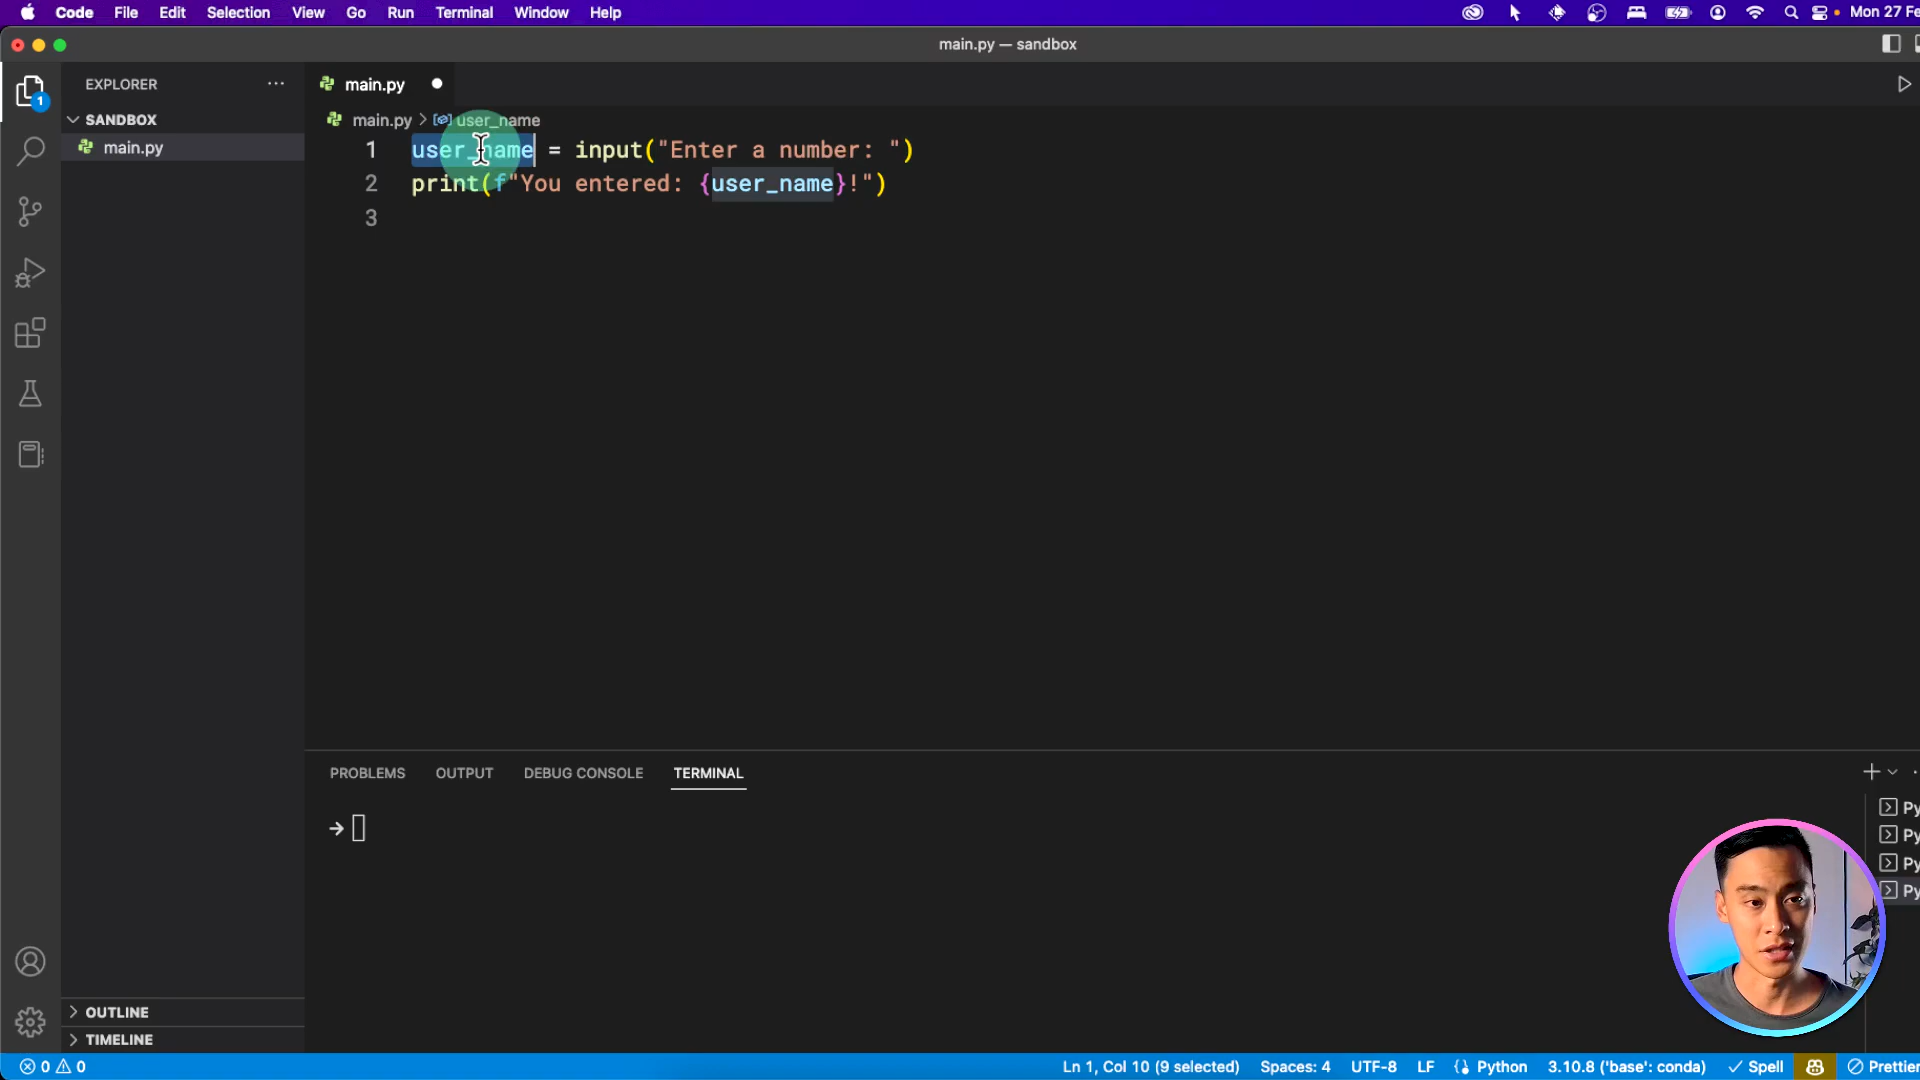 Code File Edit Selection View Go Run Terminal Window Help Mon 27 Fe
main.py — sandbox
EXPLORER
main.py
1
SANDBOX
main.py > user_name
main.py
1 user_name = input("Enter a number: ")
2 print(f"You entered: {user_name}!")
3
PROBLEMS OUTPUT DEBUG CONSOLE TERMINAL
Py
Py
Py
Py
OUTLINE
TIMELINE
0 0 Ln 1, Col 10 (9 selected) Spaces: 4 UTF-8 LF Python 3.10.8 ('base': conda) Spell Prettier